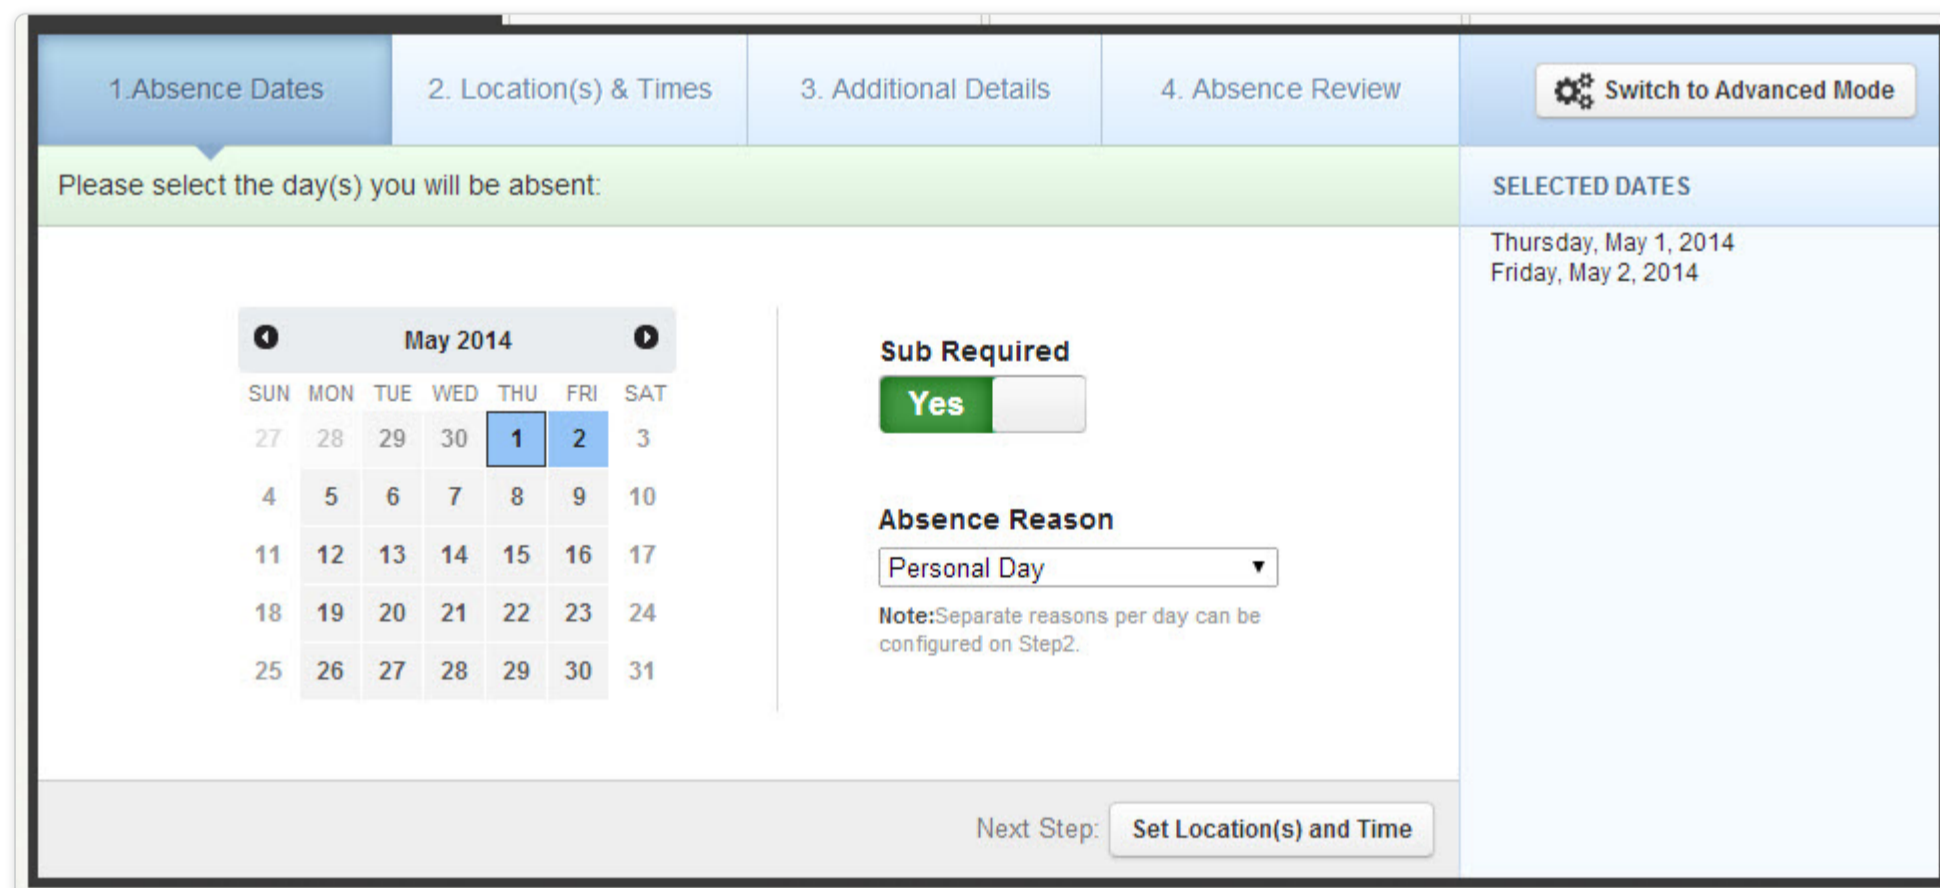 1.Absence Dates 2. Location(s) & Times 3. Additional Details 4. Absence Review Switch to Advanced Mode
Please select the day(s) you will be absent:
SELECTED DATES
Thursday, May 1, 2014
Friday, May 2, 2014
May 2014
SUN MON TUE WED THU FRI SAT
27 28 29 30 1 2 3
4 5 6 7 8 9 10
11 12 13 14 15 16 17
18 19 20 21 22 23 24
25 26 27 28 29 30 31
Sub Required
Yes
Absence Reason
Personal Day
Note:Separate reasons per day can be
configured on Step2.
Next Step: Set Location(s) and Time